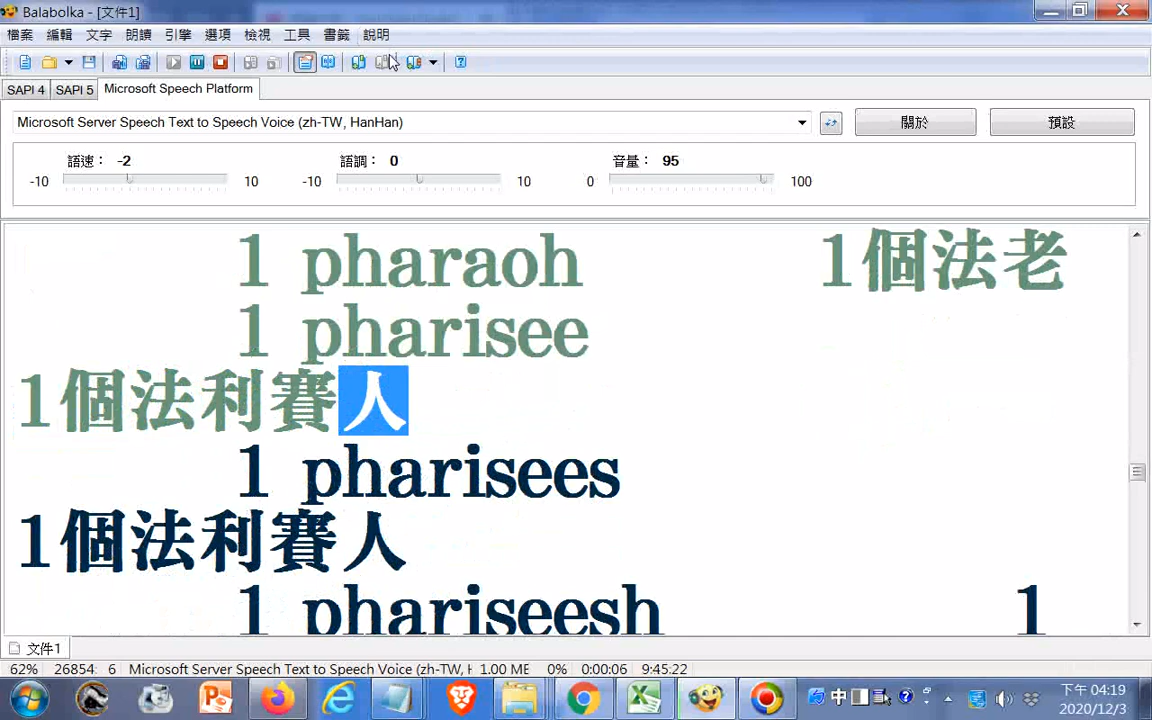 Balabolka - [文件1]
檔案 編輯 文字 朗讀 引擎 選項 檢視 工具 書籤 說明
SAPI 4 SAPI 5 Microsoft Speech Platform
Microsoft Server Speech Text to Speech Voice (zh-TW, HanHan) 關於 預設
語速： -2 語調： 0 音量： 95
-10 10 -10 10 0 100
1 pharaoh 1個法老
1 pharisee
1個法利賽人
1 pharisees
1個法利賽人
1 phariseesh 1
文件1
62% 26854: 6 Microsoft Server Speech Text to Speech Voice (zh-TW, 1.00 ME 0% 0:00:06 9:45:22
中 下午 04:19
2020/12/3